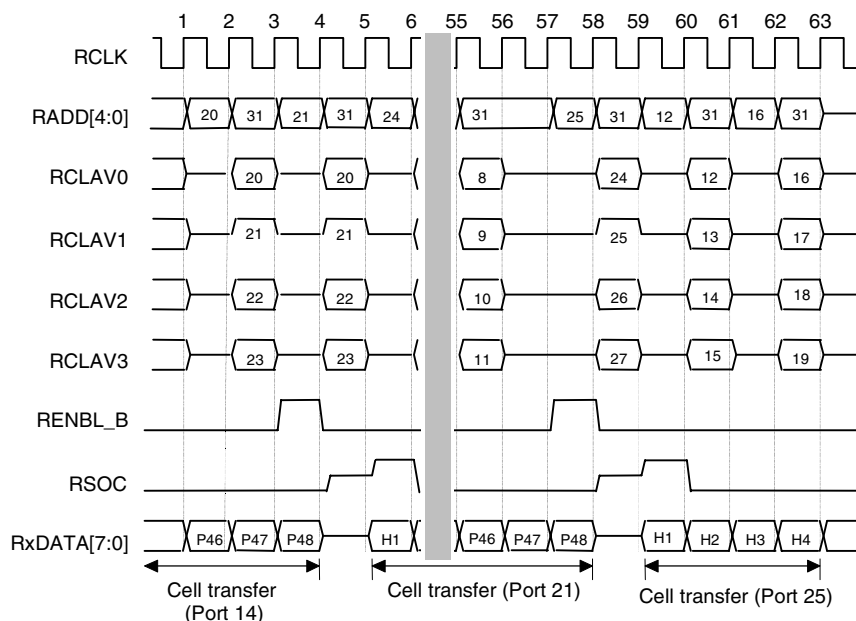 1 2 3 4 5 6 55 56 57 58 59 60 61 62 63
RCLK
RADD[4:0] 20 31 21 31 24 31 25 31 12 31 16 31
RCLAV0 20 20 8 24 12 16
RCLAV1 21 21 9 25 13 17
RCLAV2 22 22 10 26 14 18
RCLAV3 23 23 11 27 15 19
RENBL_B
RSOC
RxDATA[7:0] P46 P47 P48 H1 P46 P47 P48 H1 H2 H3 H4
Cell transfer (Port 14) Cell transfer (Port 21) Cell transfer (Port 25)